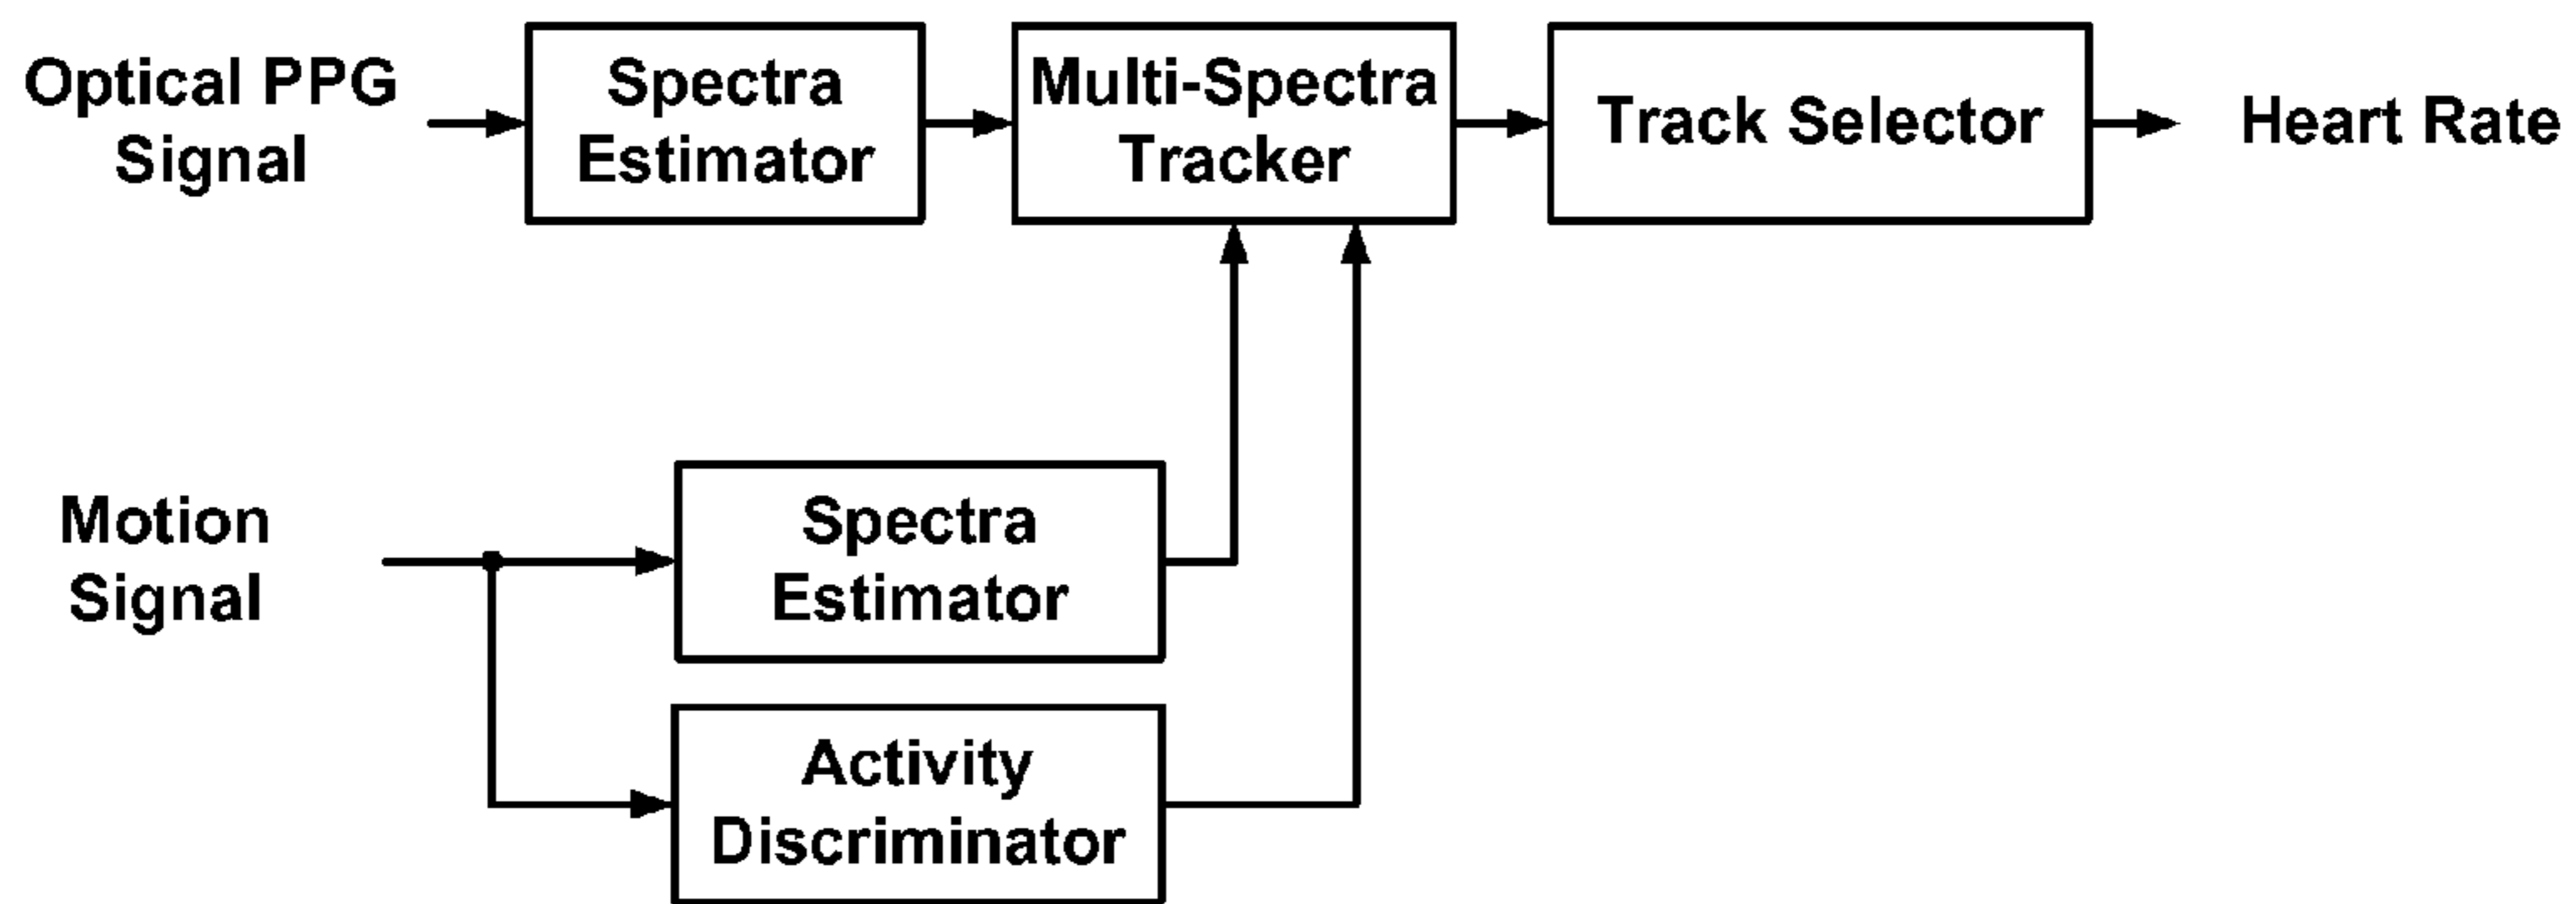 Optical PPG
Signal
Spectra
Estimator
Multi-Spectra
Tracker
Track Selector
Heart Rate
Motion
Signal
Spectra
Estimator
Activity
Discriminator